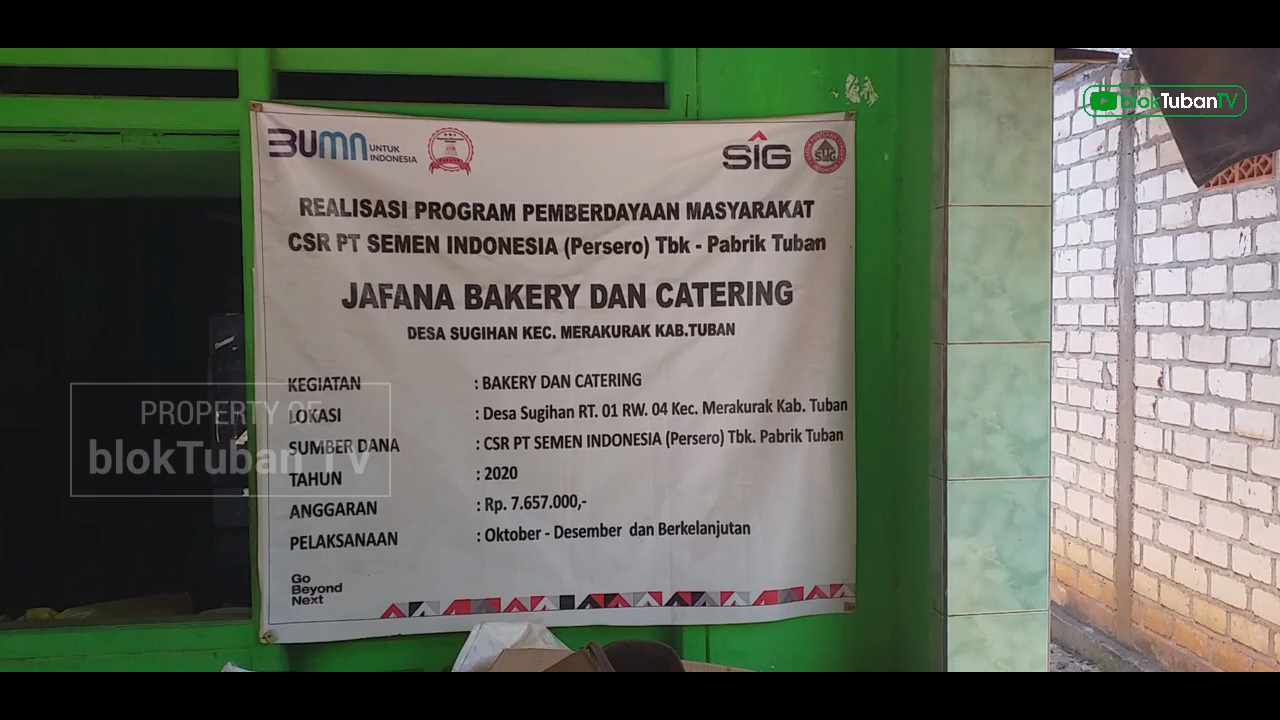 blokTubanTV
BUMN UNTUK INDONESIA
SIG
REALISASI PROGRAM PEMBERDAYAAN MASYARAKAT
CSR PT SEMEN INDONESIA (Persero) Tbk - Pabrik Tuban
JAFANA BAKERY DAN CATERING
DESA SUGIHAN KEC. MERAKURAK KAB.TUBAN
KEGIATAN : BAKERY DAN CATERING
LOKASI : Desa Sugihan RT. 01 RW. 04 Kec. Merakurak Kab. Tuban
SUMBER DANA : CSR PT SEMEN INDONESIA (Persero) Tbk. Pabrik Tuban
TAHUN : 2020
ANGGARAN : Rp. 7.657.000,-
PELAKSANAAN : Oktober - Desember dan Berkelanjutan
PROPERTY OF
blokTuban TV
Go
Beyond
Next